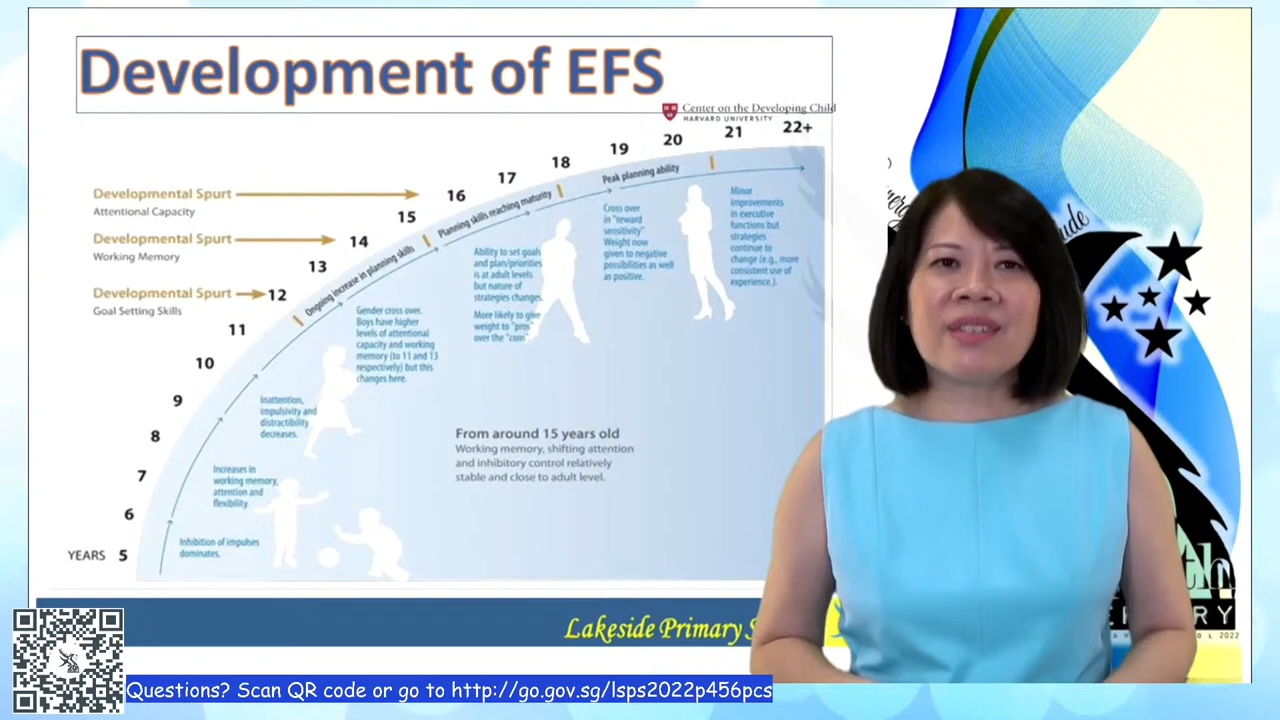 Development of EFS
Center on the Developing Child
HARVARD UNIVERSITY
22+
21
20
19
18
17
16
15
14
13
12
11
10
9
8
7
6
YEARS 5
Developmental Spurt
Attentional Capacity
Developmental Spurt
Working Memory
Developmental Spurt
Goal Setting Skills
Ongoing increase in planning skills
Planning skills reaching maturity
Peak planning ability
Inhibition of impulses
dominates.
Increases in
working memory,
attention and
flexibility.
Inattention,
impulsivity and
distractibility
decreases.
Gender cross over.
Boys have higher
levels of attentional
capacity and working
memory (to 11 and 13
respectively) but this
changes here.
Ability to set goals
and plan/priorities
is at adult levels
but nature of
strategies changes.
More likely to give
weight to "pros"
over the "cons"
Cross over
in "reward
sensitivity"
Weight now
given to negative
possibilities as well
as positive.
Minor
improvements
in executive
functions but
strategies
continue to
change (e.g., more
consistent use of
experience.).
From around 15 years old
Working memory, shifting attention
and inhibitory control relatively
stable and close to adult level.
Lakeside Primary
Questions? Scan QR code or go to http://go.gov.sg/lsps2022p456pcs